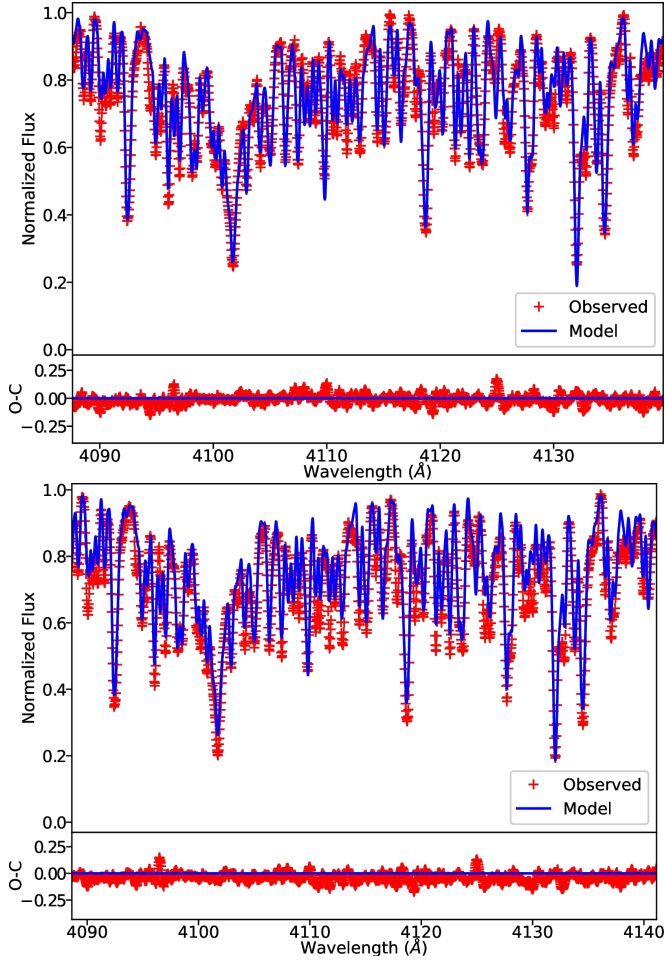 1.0
0.8
0.6
0.4
0.2
0.0
Normalized Flux
Observed
Model
0.25
0.00
−0.25
O-C
4090 4100 4110 4120 4130
Wavelength (Å)
1.0
0.8
0.6
0.4
0.2
0.0
Normalized Flux
Observed
Model
0.25
0.00
−0.25
O-C
4090 4100 4110 4120 4130 4140
Wavelength (Å)